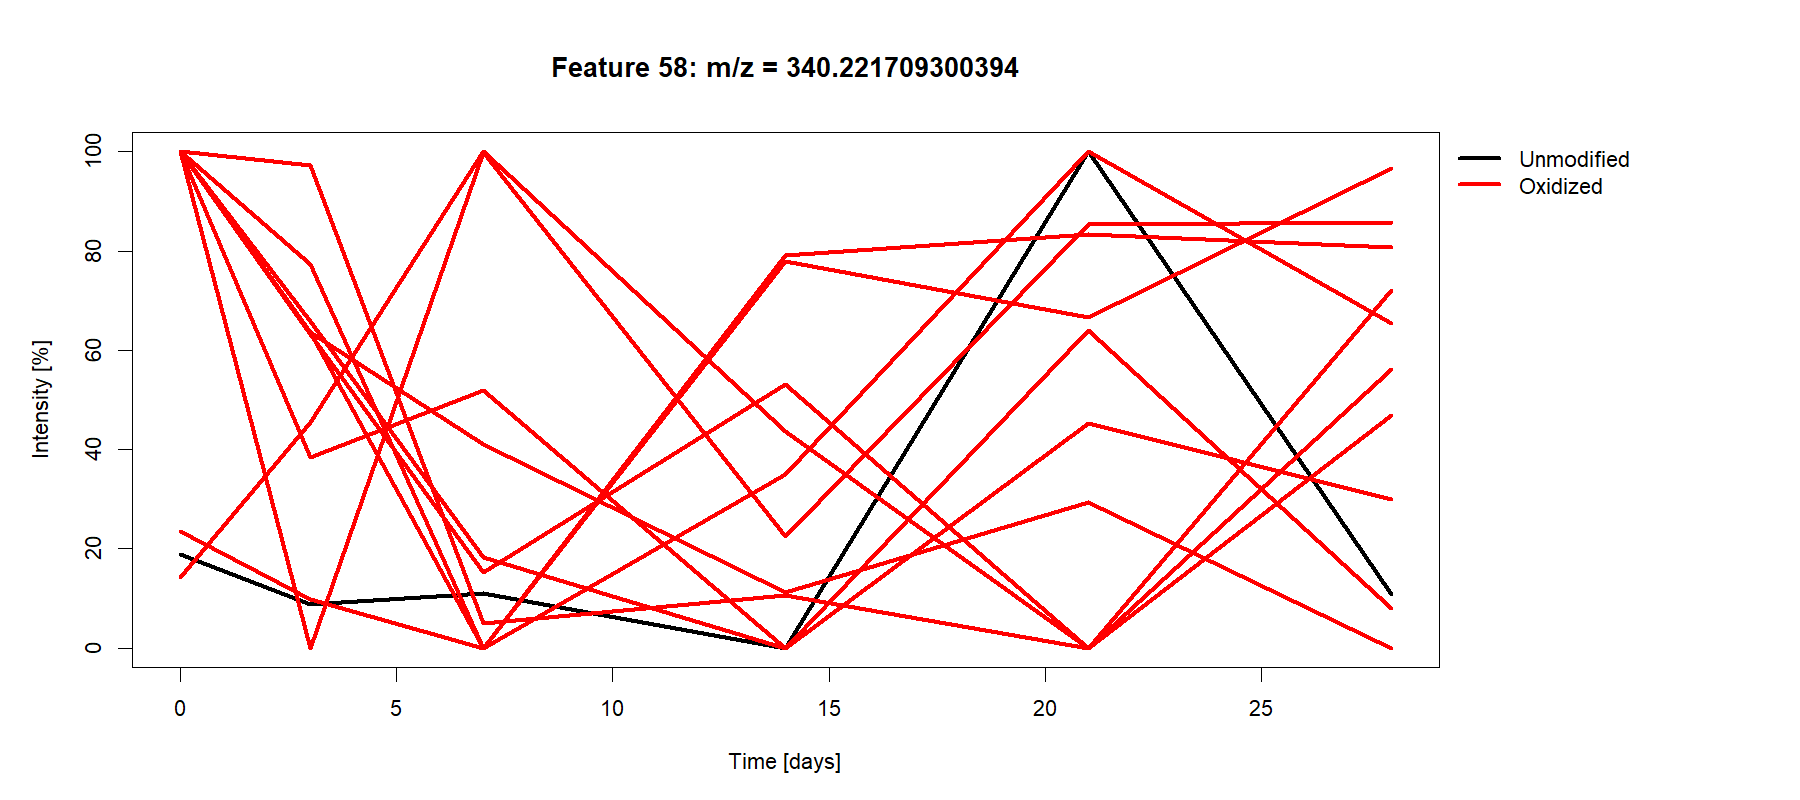 Feature 58: m/z = 340.221709300394
Intensity [%]
100
80
60
40
20
0
0 5 10 15 20 25
Time [days]
Unmodified
Oxidized